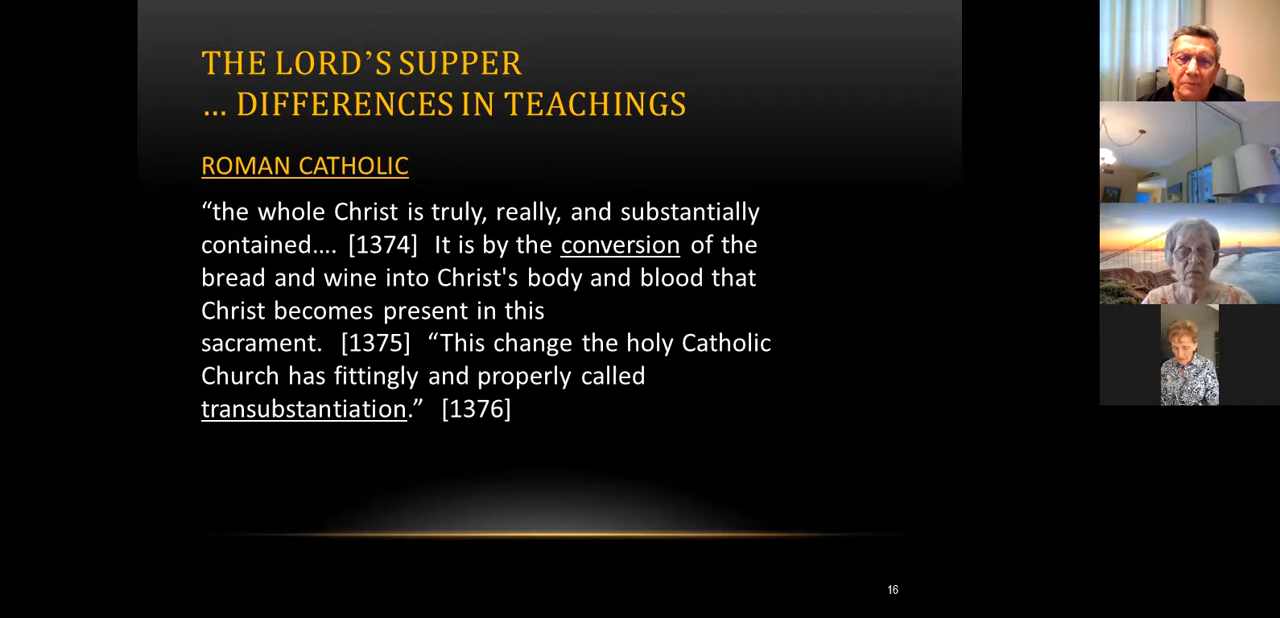 THE LORD’S SUPPER
… DIFFERENCES IN TEACHINGS
ROMAN CATHOLIC
“the whole Christ is truly, really, and substantially
contained…. [1374] It is by the conversion of the
bread and wine into Christ's body and blood that
Christ becomes present in this
sacrament. [1375] “This change the holy Catholic
Church has fittingly and properly called
transubstantiation.” [1376]
16